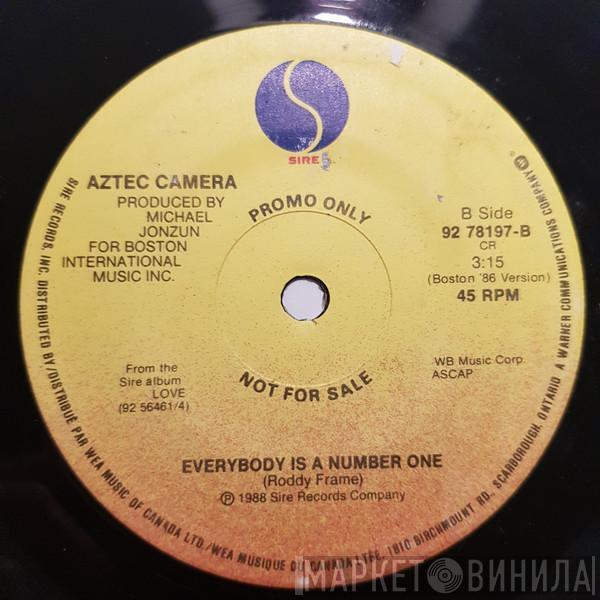 SIRE
AZTEC CAMERA
PRODUCED BY
MICHAEL
JONZUN
FOR BOSTON
INTERNATIONAL
MUSIC INC.
PROMO ONLY
B Side
92 78197-B
CR
3:15
(Boston '86 Version)
45 RPM
From the
Sire album
LOVE
(92 56461/4)
NOT FOR SALE
WB Music Corp.
ASCAP
EVERYBODY IS A NUMBER ONE
(Roddy Frame)
Ⓟ 1988 Sire Records Company
SIRE RECORDS, INC. DISTRIBUTED BY/DISTRIBUÉ PAR WEA MUSIC OF CANADA LTD./WEA MUSIQUE DU CANADA LTÉE, 1810 BIRCHMOUNT RD., SCARBOROUGH, ONTARIO A WARNER COMMUNICATIONS COMPANY
МАРКЕТ ВИНИЛА